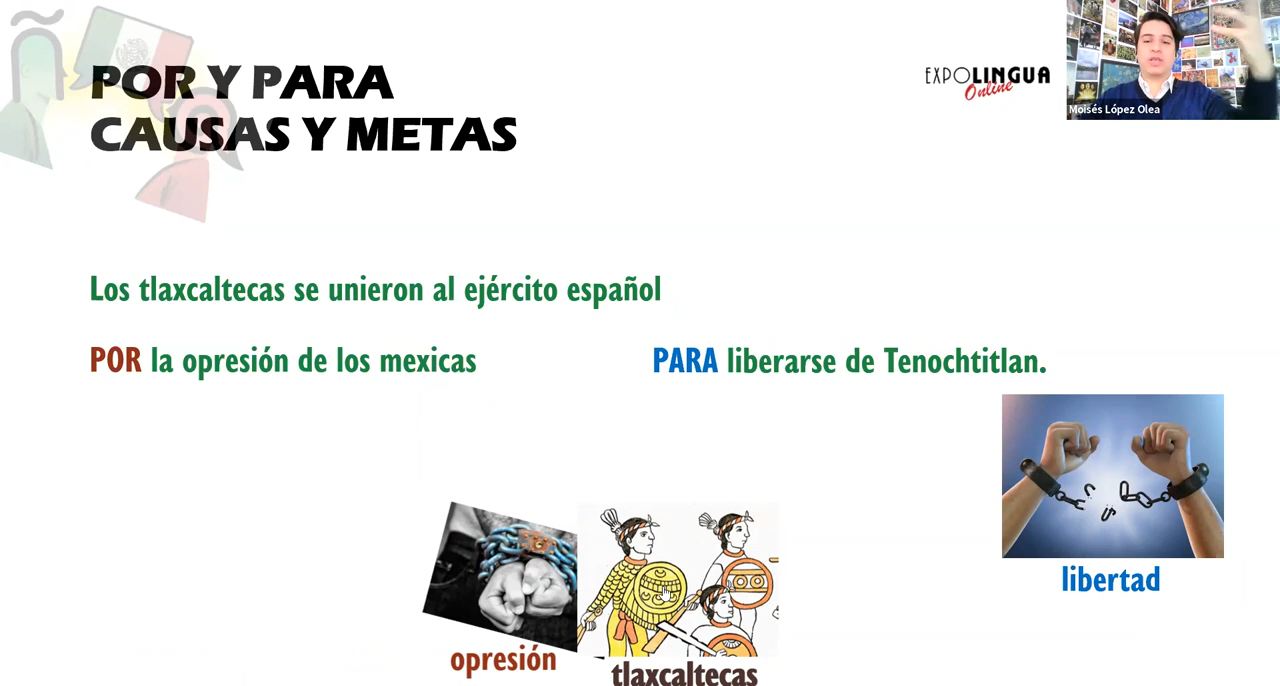 ñ
POR Y PARA
CAUSAS Y METAS
EXPOLINGUA
Online
Moisés López Olea
Los tlaxcaltecas se unieron al ejército español
POR la opresión de los mexicas
PARA liberarse de Tenochtitlan.
libertad
opresión
tlaxcaltecas